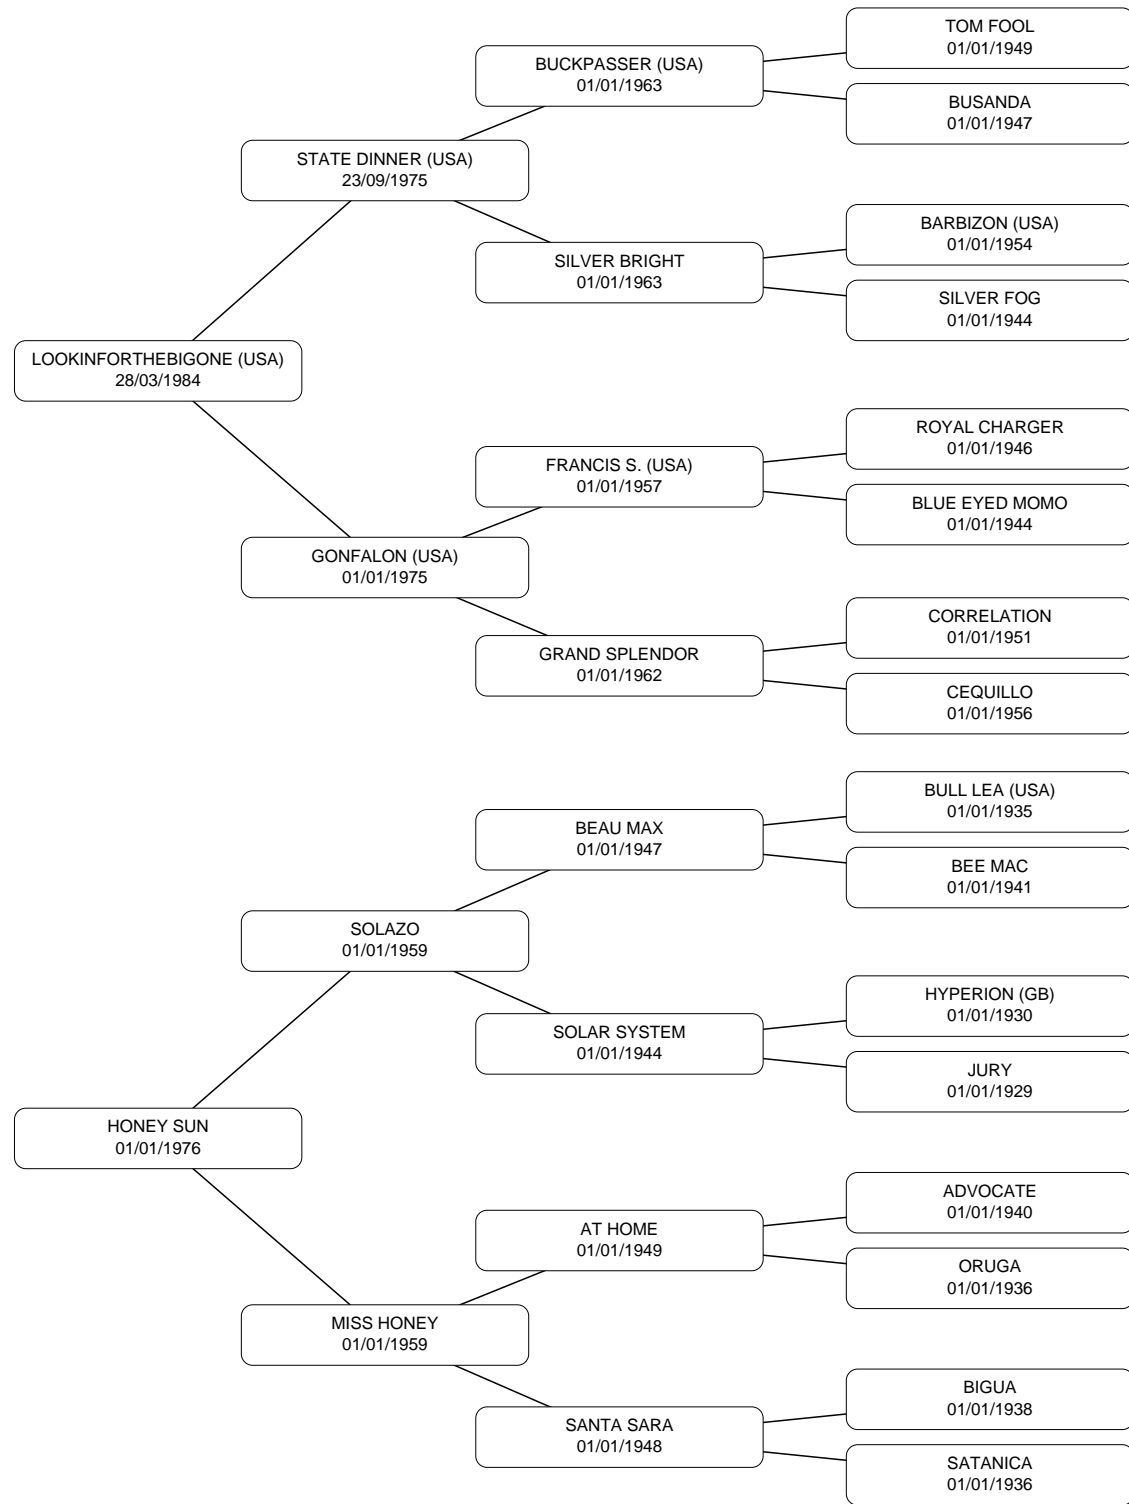 TOM FOOL
01/01/1949
BUCKPASSER (USA)
01/01/1963
BUSANDA
01/01/1947
STATE DINNER (USA)
23/09/1975
BARBIZON (USA)
01/01/1954
SILVER BRIGHT
01/01/1963
SILVER FOG
01/01/1944
LOOKINFORTHEBIGONE (USA)
28/03/1984
ROYAL CHARGER
01/01/1946
FRANCIS S. (USA)
01/01/1957
BLUE EYED MOMO
01/01/1944
GONFALON (USA)
01/01/1975
CORRELATION
01/01/1951
GRAND SPLENDOR
01/01/1962
CEQUILLO
01/01/1956
BULL LEA (USA)
01/01/1935
BEAU MAX
01/01/1947
BEE MAC
01/01/1941
SOLAZO
01/01/1959
HYPERION (GB)
01/01/1930
SOLAR SYSTEM
01/01/1944
JURY
01/01/1929
HONEY SUN
01/01/1976
ADVOCATE
01/01/1940
AT HOME
01/01/1949
ORUGA
01/01/1936
MISS HONEY
01/01/1959
BIGUA
01/01/1938
SANTA SARA
01/01/1948
SATANICA
01/01/1936